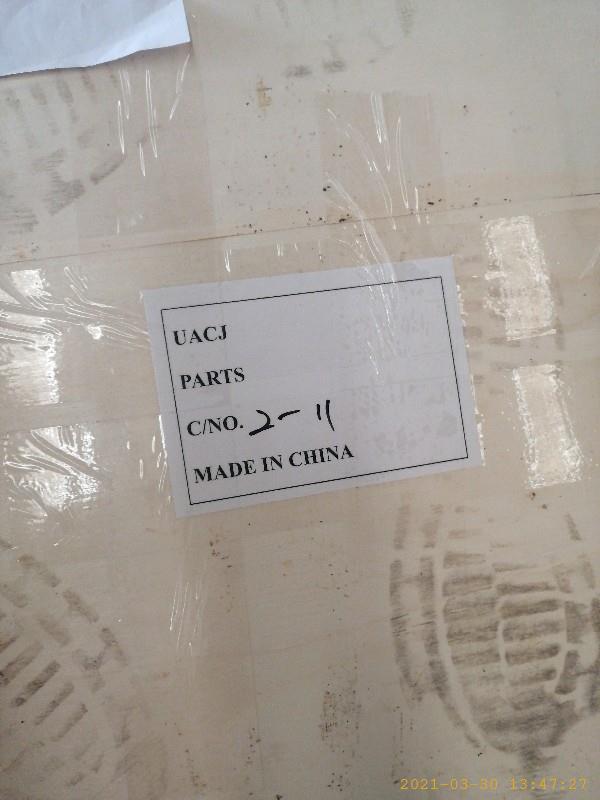 UACJ
PARTS
C/NO. 2-11
MADE IN CHINA
2021-03-30 13:47:27